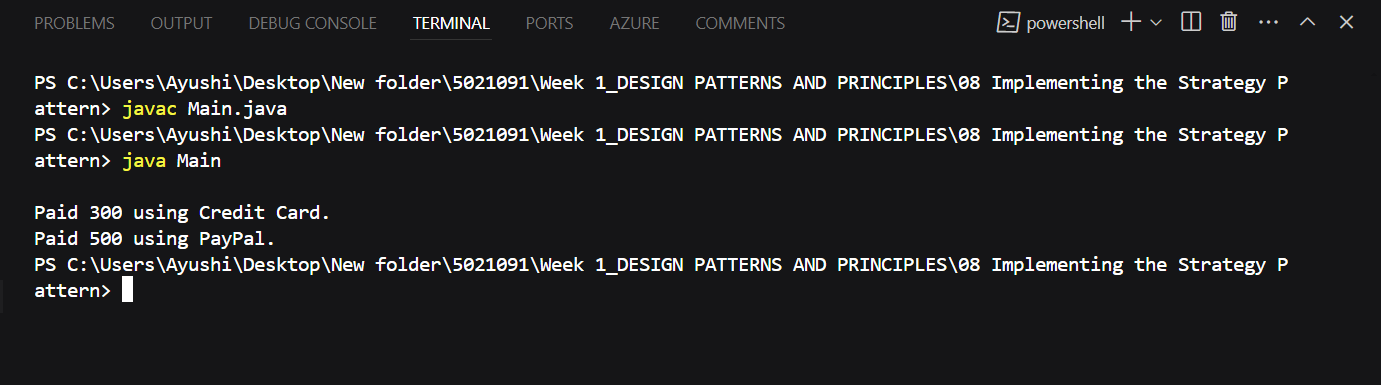 PROBLEMS OUTPUT DEBUG CONSOLE TERMINAL PORTS AZURE COMMENTS powershell
PS C:\Users\Ayushi\Desktop\New folder\5021091\Week 1_DESIGN PATTERNS AND PRINCIPLES\08 Implementing the Strategy P
attern> javac Main.java
PS C:\Users\Ayushi\Desktop\New folder\5021091\Week 1_DESIGN PATTERNS AND PRINCIPLES\08 Implementing the Strategy P
attern> java Main
Paid 300 using Credit Card.
Paid 500 using PayPal.
PS C:\Users\Ayushi\Desktop\New folder\5021091\Week 1_DESIGN PATTERNS AND PRINCIPLES\08 Implementing the Strategy P
attern>